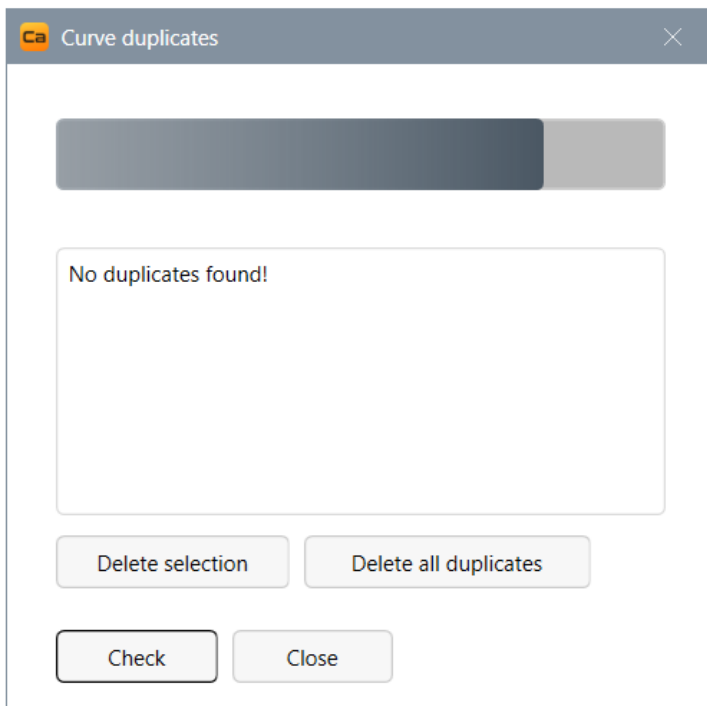 Ca Curve duplicates
No duplicates found!
Delete selection Delete all duplicates
Check Close